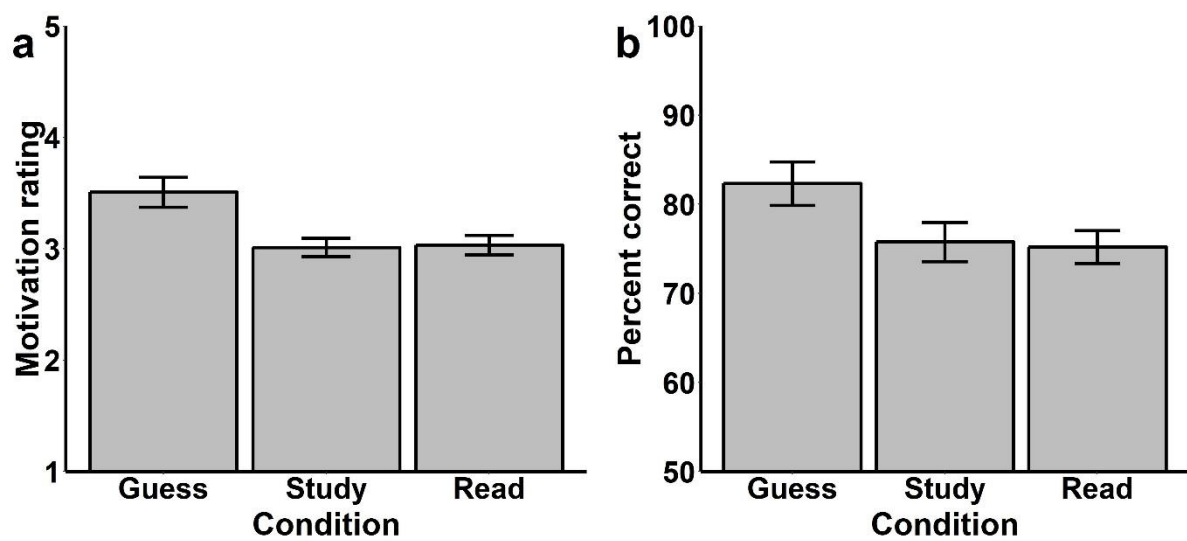 a
Motivation rating
5
4
3
2
1
Guess Study Read
Condition
b
Percent correct
100
90
80
70
60
50
Guess Study Read
Condition